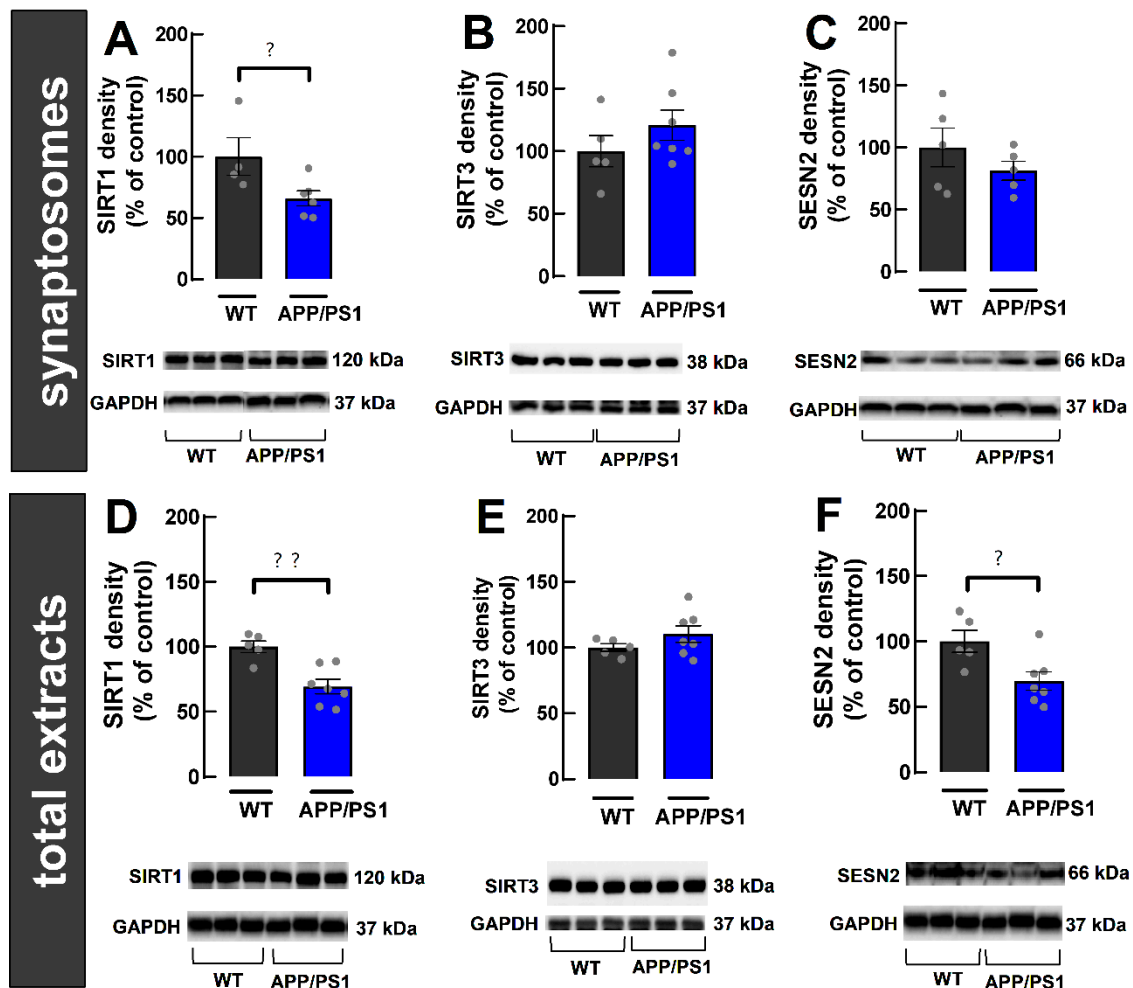 synaptosomes
A
SIRT1 density
(% of control)
200
150
100
50
0
?
WT
APP/PS1
SIRT1
120 kDa
GAPDH
37 kDa
WT
APP/PS1
B
SIRT3 density
(% of control)
200
150
100
50
0
WT
APP/PS1
SIRT3
38 kDa
GAPDH
37 kDa
WT
APP/PS1
C
SESN2 density
(% of control)
200
150
100
50
0
WT
APP/PS1
SESN2
66 kDa
GAPDH
37 kDa
WT
APP/PS1
total extracts
D
SIRT1 density
(% of control)
200
150
100
50
0
? ?
WT
APP/PS1
SIRT1
120 kDa
GAPDH
37 kDa
WT
APP/PS1
E
SIRT3 density
(% of control)
200
150
100
50
0
WT
APP/PS1
SIRT3
38 kDa
GAPDH
37 kDa
WT
APP/PS1
F
SESN2 density
(% of control)
200
150
100
50
0
?
WT
APP/PS1
SESN2
66 kDa
GAPDH
37 kDa
WT
APP/PS1